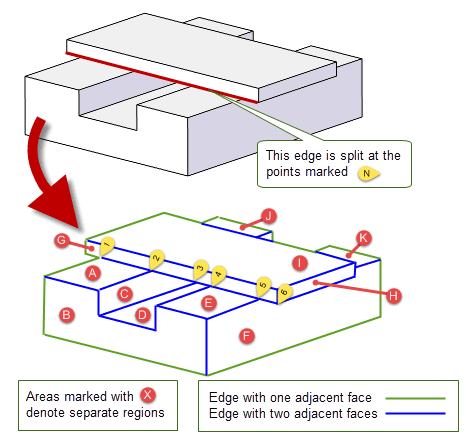 This edge is split at the
points marked N
J
G
1
K
2
I
A
3
4
C
H
5
6
E
B
D
F
Areas marked with X
denote separate regions
Edge with one adjacent face
Edge with two adjacent faces